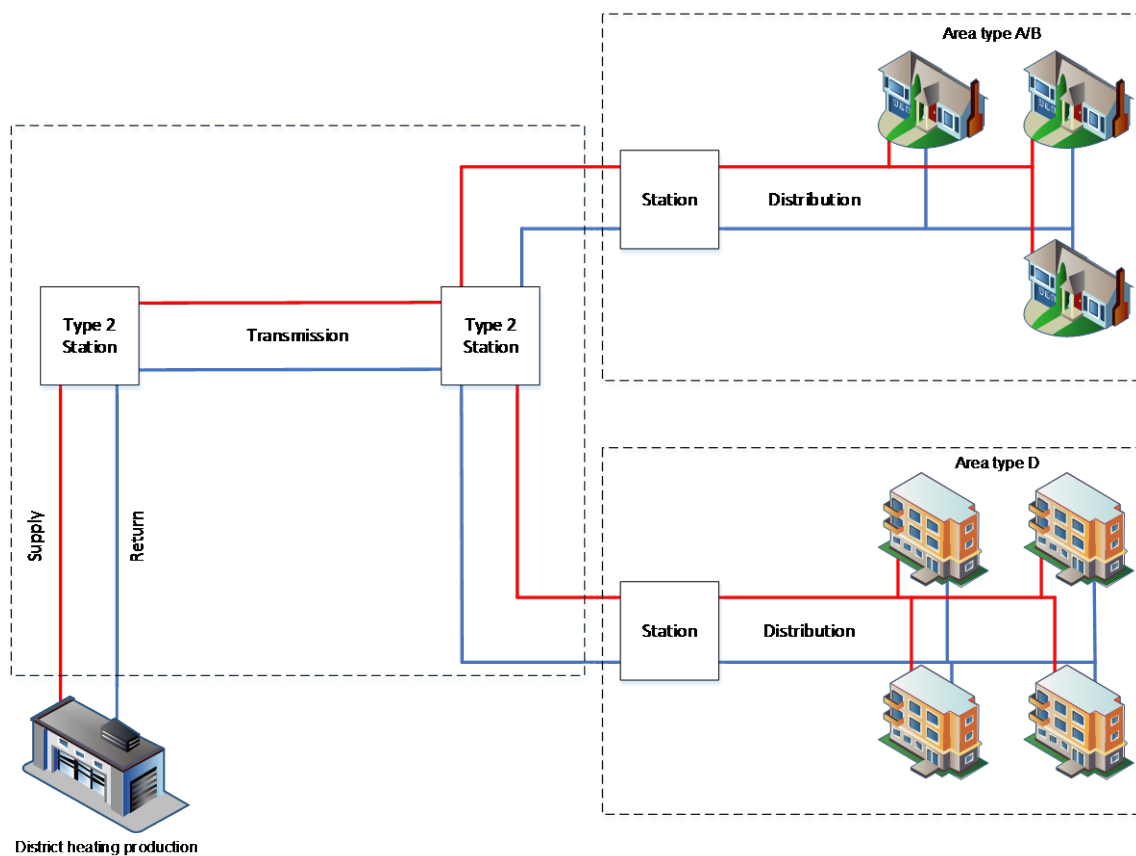 Area type A/B
Station
Distribution
Type 2
Station
Transmission
Type 2
Station
Supply
Return
Area type D
Station
Distribution
District heating production